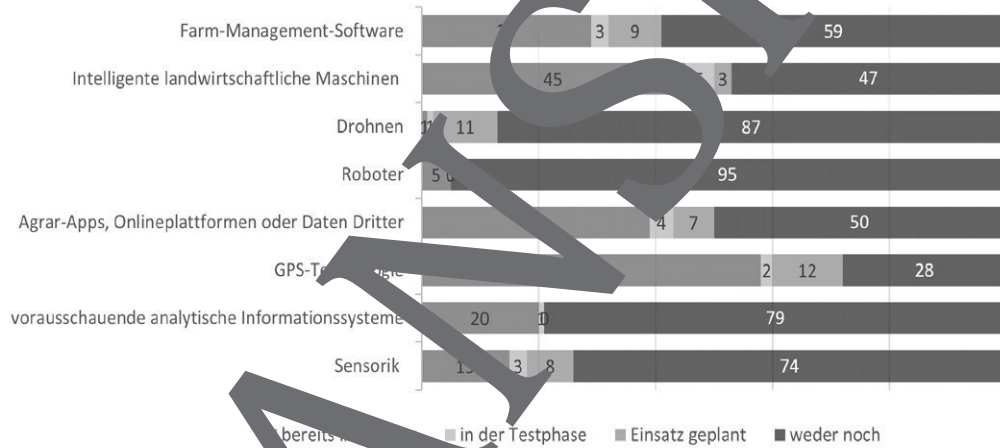 Farm-Management-Software 3 9 59
Intelligente landwirtschaftliche Maschinen 45 3 47
Drohnen 11 87
Roboter 5 95
Agrar-Apps, Onlineplattformen oder Daten Dritter 4 7 50
2 12 28
vorausschauende analytische Informationssysteme 20 79
Sensorik 3 8 74
bereits in der Testphase Einsatz geplant weder noch